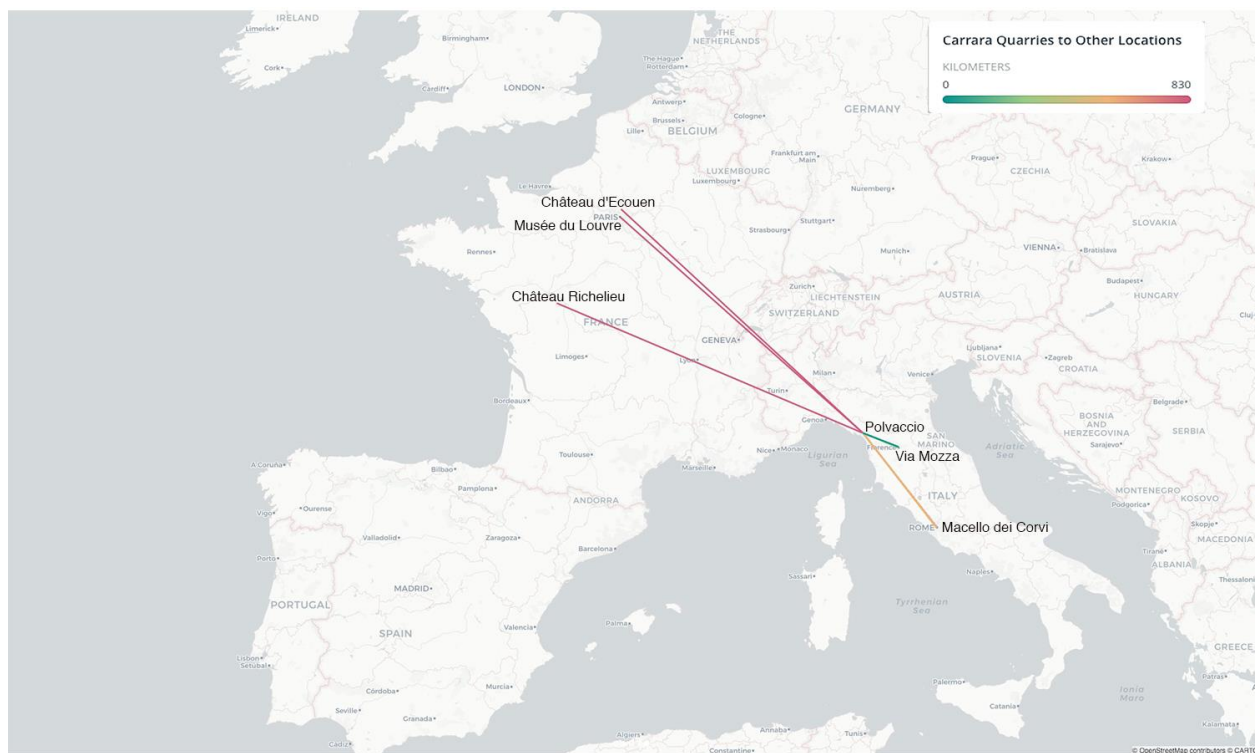 IRELAND
Limerick
Cork
Birmingham
Cardiff
LONDON
THE
NETHERLANDS
The Hague
Rotterdam
Antwerp
Brussels
BELGIUM
Lille
Cologne
GERMANY
Frankfurt am
Main
LUXEMBOURG
Luxembourg
Nuremberg
Prague
CZECHIA
Krakow
Carrara Quarries to Other Locations
KILOMETERS
0 830
Le Havre
Château d'Ecouen
PARIS
Musée du Louvre
Rennes
Strasbourg
Stuttgart
Munich
VIENNA
Bratislava
SLOVAKIA
Budapest
HUNGARY
Cluj
Château Richelieu
FRANCE
Zurich
LIECHTENSTEIN
SWITZERLAND
AUSTRIA
GENEVA
Limoges
Lyon
Ljubljana
SLOVENIA
Zagreb
CROATIA
Milan
Venice
Turin
Bordeaux
Genoa
Belgrade
BOSNIA
AND
HERZEGOVINA
Sarajevo
SERBIA
Polvaccio
Florence
SAN
MARINO
Via Mozza
Adriatic
Sea
Ligurian
Sea
Nice
Monaco
Toulouse
Marseille
A Coruña
Bilbao
Pamplona
ANDORRA
Vigo
Ourense
Valladolid
Zaragoza
Barcelona
Porto
ITALY
ROME
Macello dei Corvi
MONTENEGRO
Podgorica
KOSOVO
Skopje
MACEDONIA
Tiranë
ALBANIA
Thessaloni
Naples
Sassari
MADRID
PORTUGAL
SPAIN
Valencia
Palma
Tyrrhenian
Sea
Lisbon
Setúbal
GREECE
Patras
Córdoba
Murcia
Seville
Granada
Cádiz
Palermo
Catania
Ionia
Kalamata
Algiers
Constantine
Annaba
Tunis
© OpenStreetMap contributors © CART